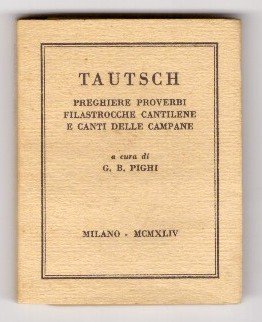 TAUTSCH
PREGHIERE PROVERBI
FILASTROCCHE CANTILENE
E CANTI DELLE CAMPANE
a cura di
G. B. PIGHI
MILANO - MCMXLIV